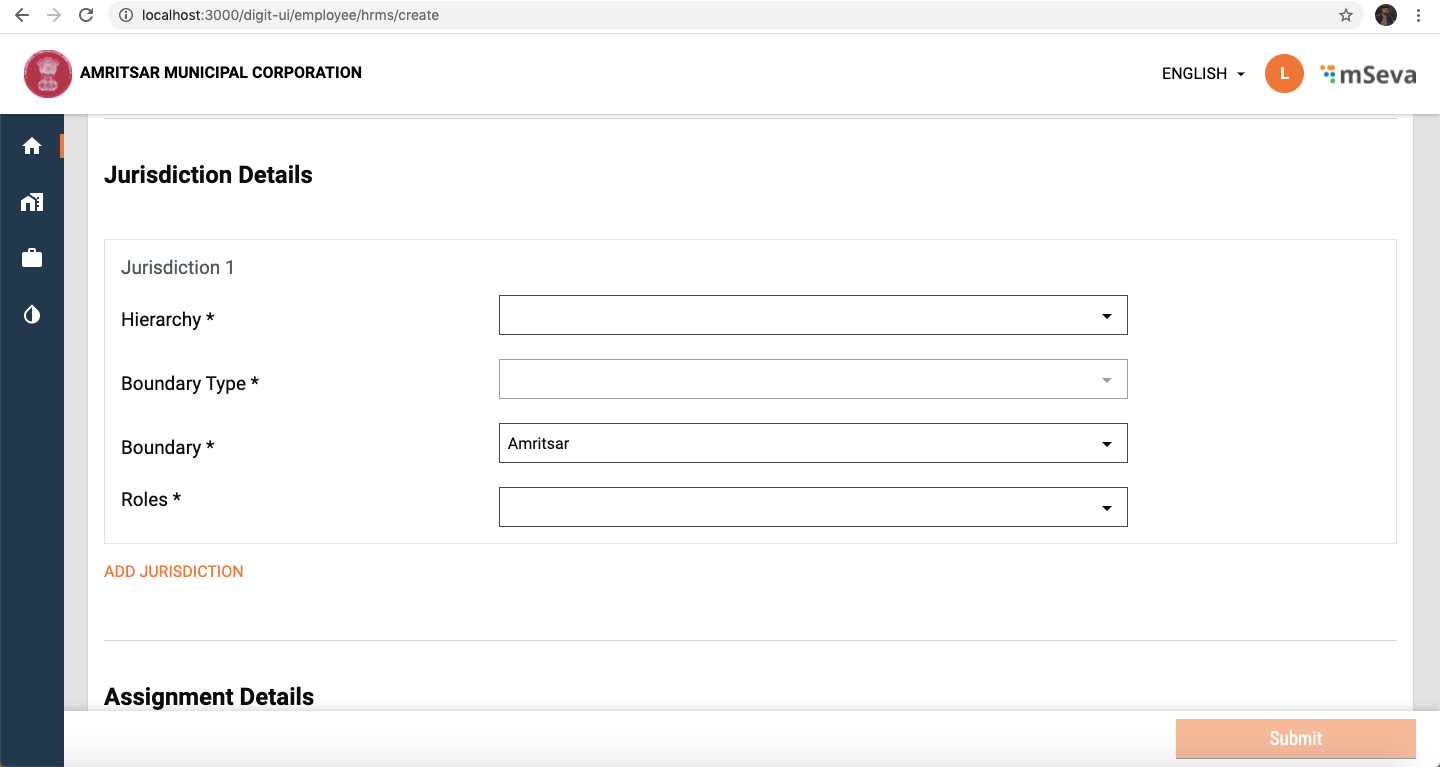 localhost:3000/digit-ui/employee/hrms/create
AMRITSAR MUNICIPAL CORPORATION
ENGLISH
L
mSeva
Jurisdiction Details
Jurisdiction 1
Hierarchy *
Boundary Type *
Boundary *
Amritsar
Roles *
ADD JURISDICTION
Assignment Details
Submit